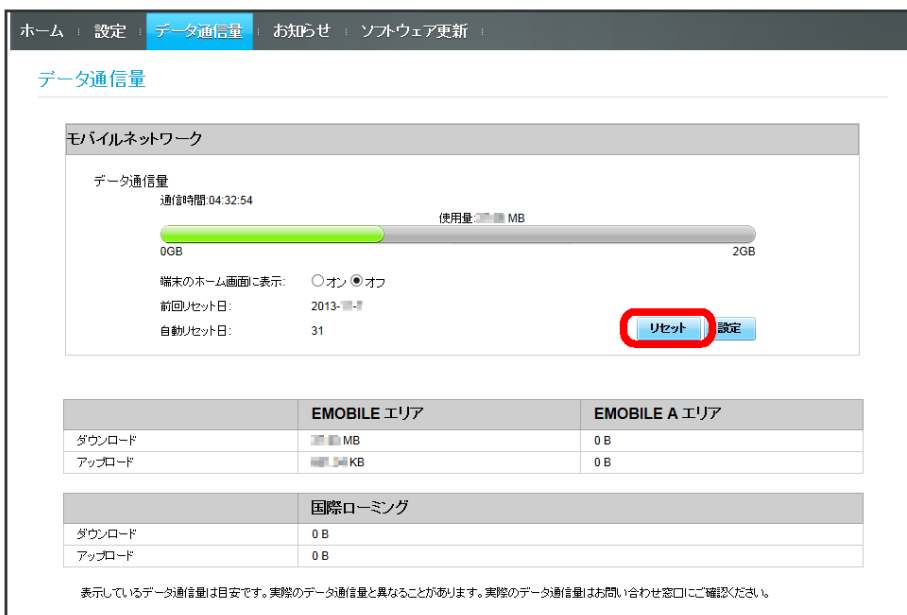 ホーム 設定 データ通信量 お知らせ ソフトウェア更新
データ通信量
モバイルネットワーク
データ通信量
通信時間:04:32:54
使用量: MB
0GB 2GB
端末のホーム画面に表示: オン オフ
前回リセット日: 2013-
自動リセット日: 31
リセット 設定
EMOBILE エリア EMOBILE A エリア
ダウンロード MB 0 B
アップロード KB 0 B
国際ローミング
ダウンロード 0 B
アップロード 0 B
表示しているデータ通信量は目安です。実際のデータ通信量と異なることがあります。実際のデータ通信量はお問い合わせ窓口にご確認ください。